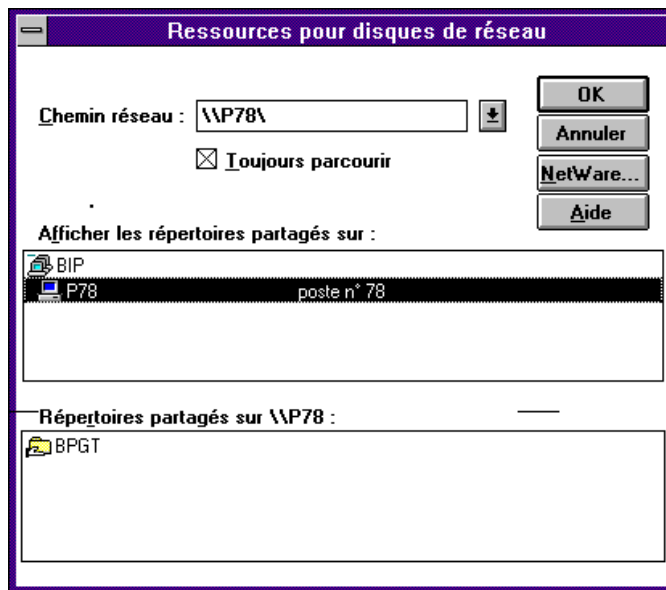 Ressources pour disques de réseau
Chemin réseau : \\P78\
Toujours parcourir
OK
Annuler
NetWare...
Aide
Afficher les répertoires partagés sur :
BIP
P78 poste n° 78
Répertoires partagés sur \\P78 :
BPGT